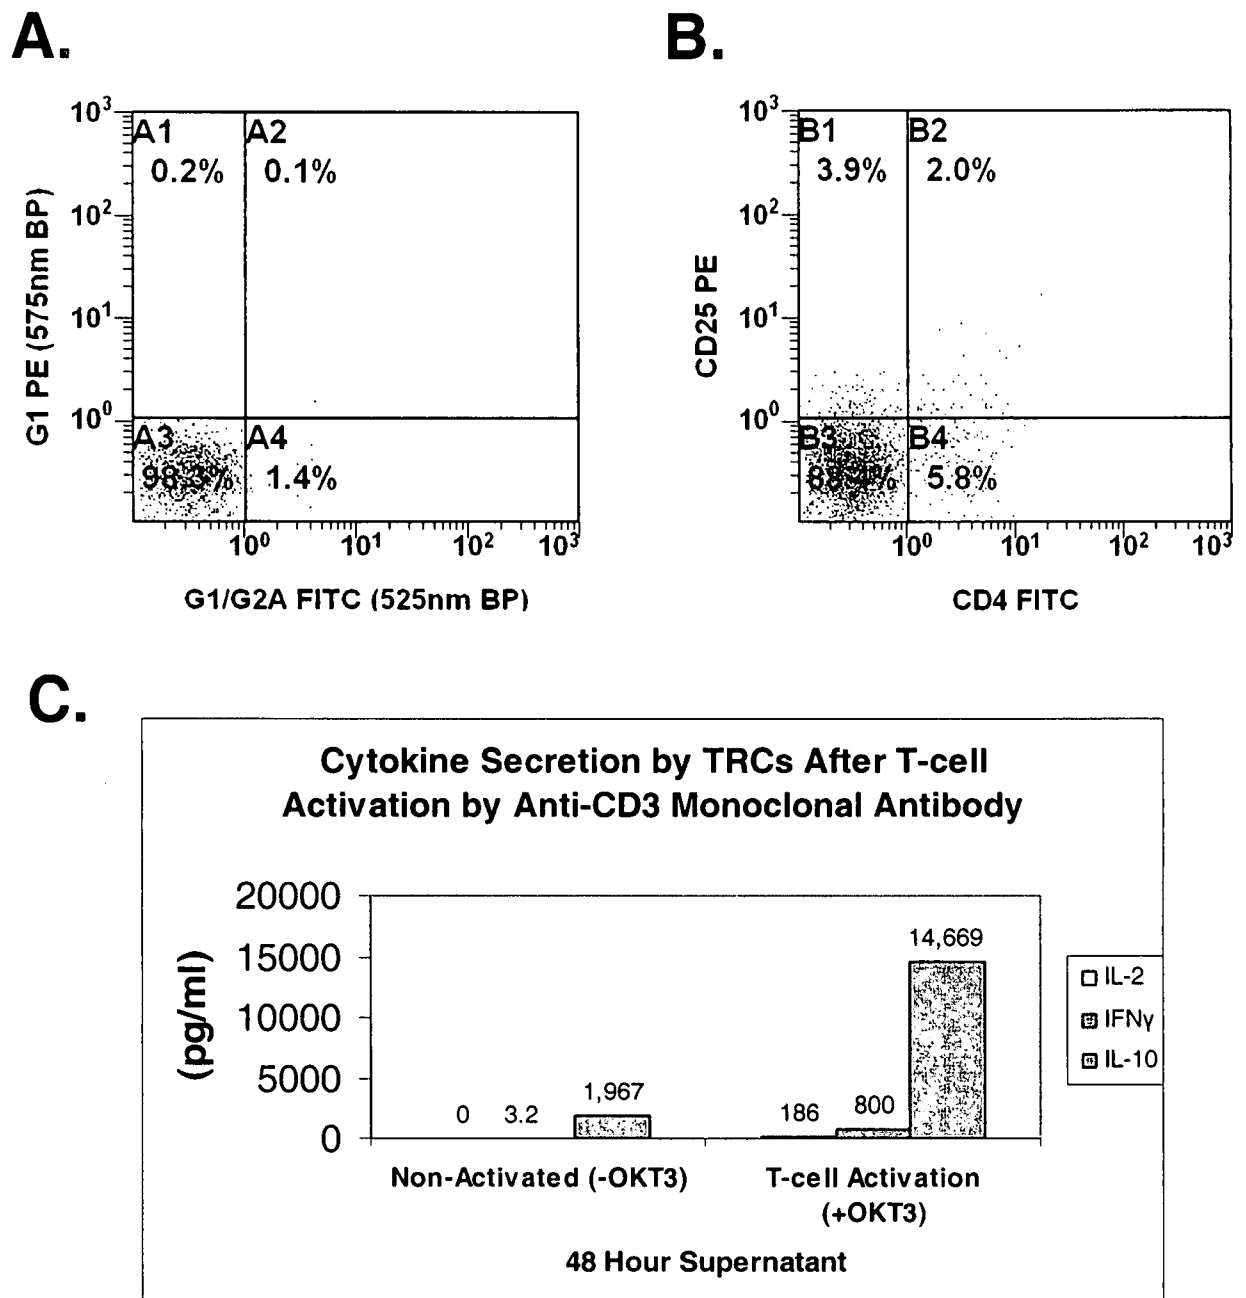 A.
10³
A1
A2
0.2%
0.1%
10²
10¹
10⁰
A3
A4
98.3%
1.4%
10⁰
10¹
10²
10³
G1 PE (575nm BP)
G1/G2A FITC (525nm BP)
B.
10³
B1
B2
3.9%
2.0%
10²
10¹
10⁰
B3
B4
5.8%
10⁰
10¹
10²
10³
CD25 PE
CD4 FITC
C.
Cytokine Secretion by TRCs After T-cell
Activation by Anti-CD3 Monoclonal Antibody
20000
15000
10000
5000
0
(pg/ml)
0
3.2
1,967
186
800
14,669
IL-2
IFNγ
IL-10
Non-Activated (-OKT3)
T-cell Activation
(+OKT3)
48 Hour Supernatant